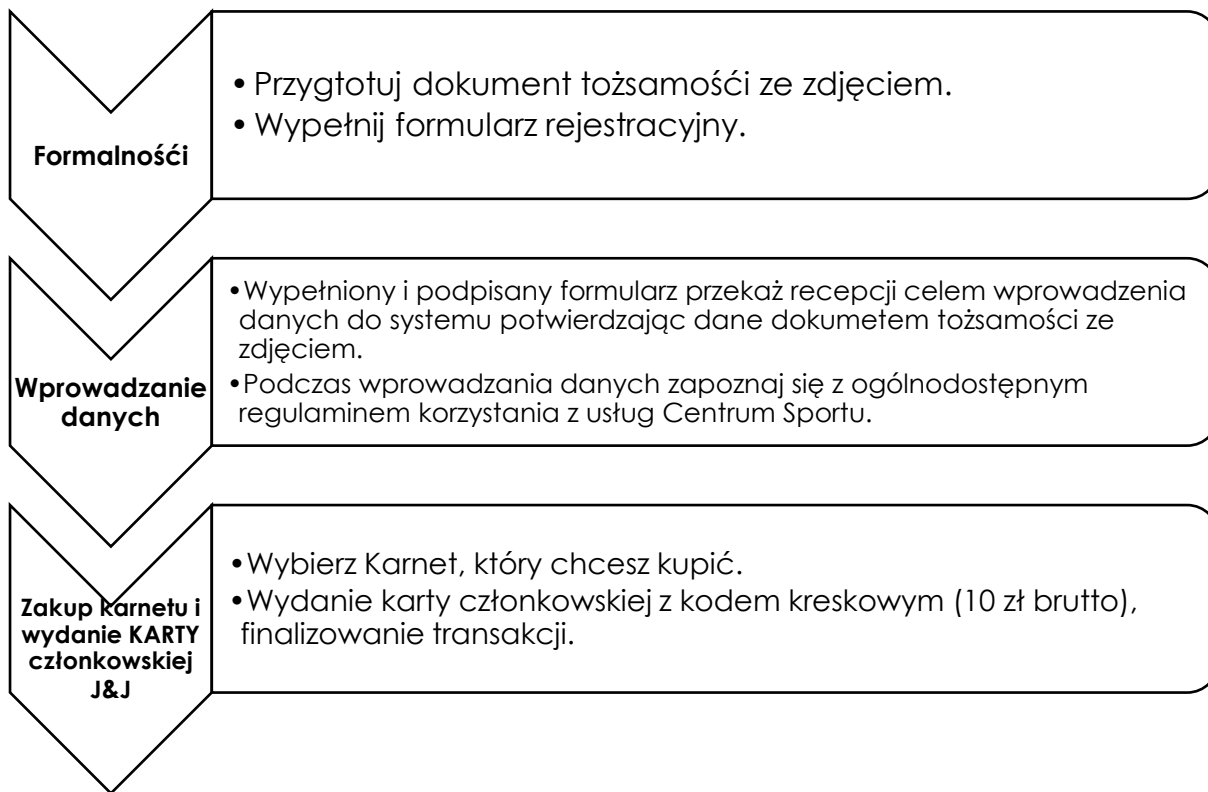 Formalnośći
• Przygtotuj dokument tożsamośći ze zdjęciem.
• Wypełnij formularz rejestracyjny.
Wprowadzanie
danych
•Wypełniony i podpisany formularz przekaż recepcji celem wprowadzenia
danych do systemu potwierdzając dane dokumetem tożsamości ze
zdjęciem.
•Podczas wprowadzania danych zapoznaj się z ogólnodostępnym
regulaminem korzystania z usług Centrum Sportu.
Zakup karnetu i
wydanie KARTY
członkowskiej
J&J
•Wybierz Karnet, który chcesz kupić.
•Wydanie karty członkowskiej z kodem kreskowym (10 zł brutto),
finalizowanie transakcji.